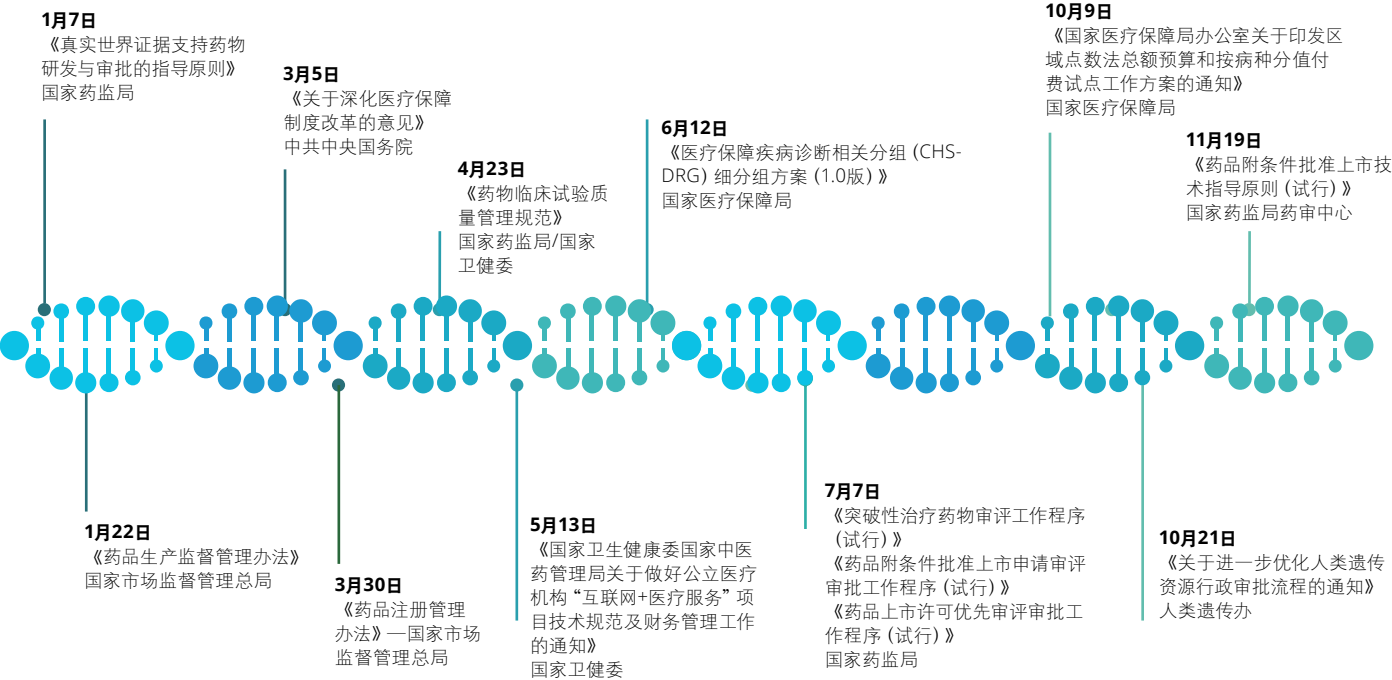 1月7日
《真实世界证据支持药物
研发与审批的指导原则》
国家药监局
3月5日
《关于深化医疗保障
制度改革的意见》
中共中央国务院
4月23日
《药物临床试验质
量管理规范》
国家药监局/国家
卫健委
6月12日
《医疗保障疾病诊断相关分组 (CHS-
DRG) 细分组方案 (1.0版) 》
国家医疗保障局
10月9日
《国家医疗保障局办公室关于印发区
域点数法总额预算和按病种分值付
费试点工作方案的通知》
国家医疗保障局
11月19日
《药品附条件批准上市技
术指导原则 (试行) 》
国家药监局药审中心
1月22日
《药品生产监督管理办法》
国家市场监督管理总局
3月30日
《药品注册管理
办法》—国家市场
监督管理总局
5月13日
《国家卫生健康委国家中医
药管理局关于做好公立医疗
机构“互联网+医疗服务”项
目技术规范及财务管理工作
的通知》
国家卫健委
7月7日
《突破性治疗药物审评工作程序
(试行) 》
《药品附条件批准上市申请审评
审批工作程序 (试行) 》
《药品上市许可优先审评审批工
作程序 (试行) 》
国家药监局
10月21日
《关于进一步优化人类遗传
资源行政审批流程的通知》
人类遗传办